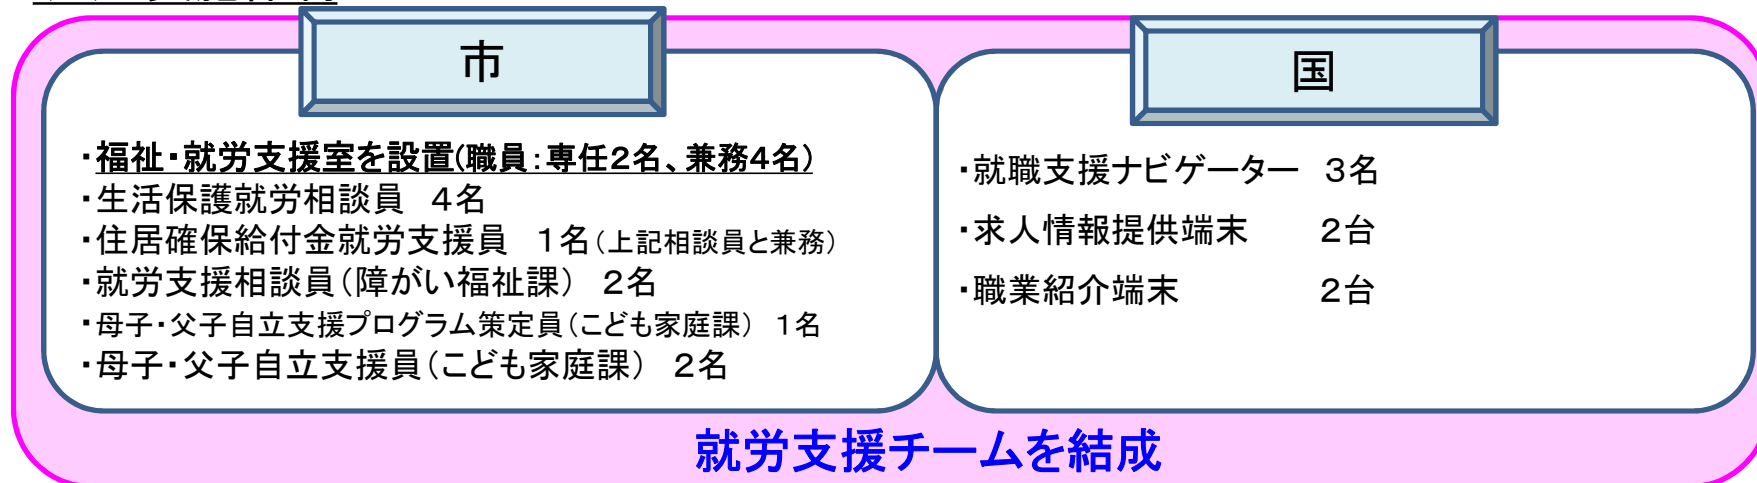 市
・福祉・就労支援室を設置(職員：専任２名、兼務４名)
・生活保護就労相談員　４名
・住居確保給付金就労支援員　１名（上記相談員と兼務）
・就労支援相談員（障がい福祉課）　２名
・母子・父子自立支援プログラム策定員（こども家庭課）　１名
・母子・父子自立支援員（こども家庭課）　２名
国
・就職支援ナビゲーター　３名
・求人情報提供端末　　２台
・職業紹介端末　　　　２台
就労支援チームを結成